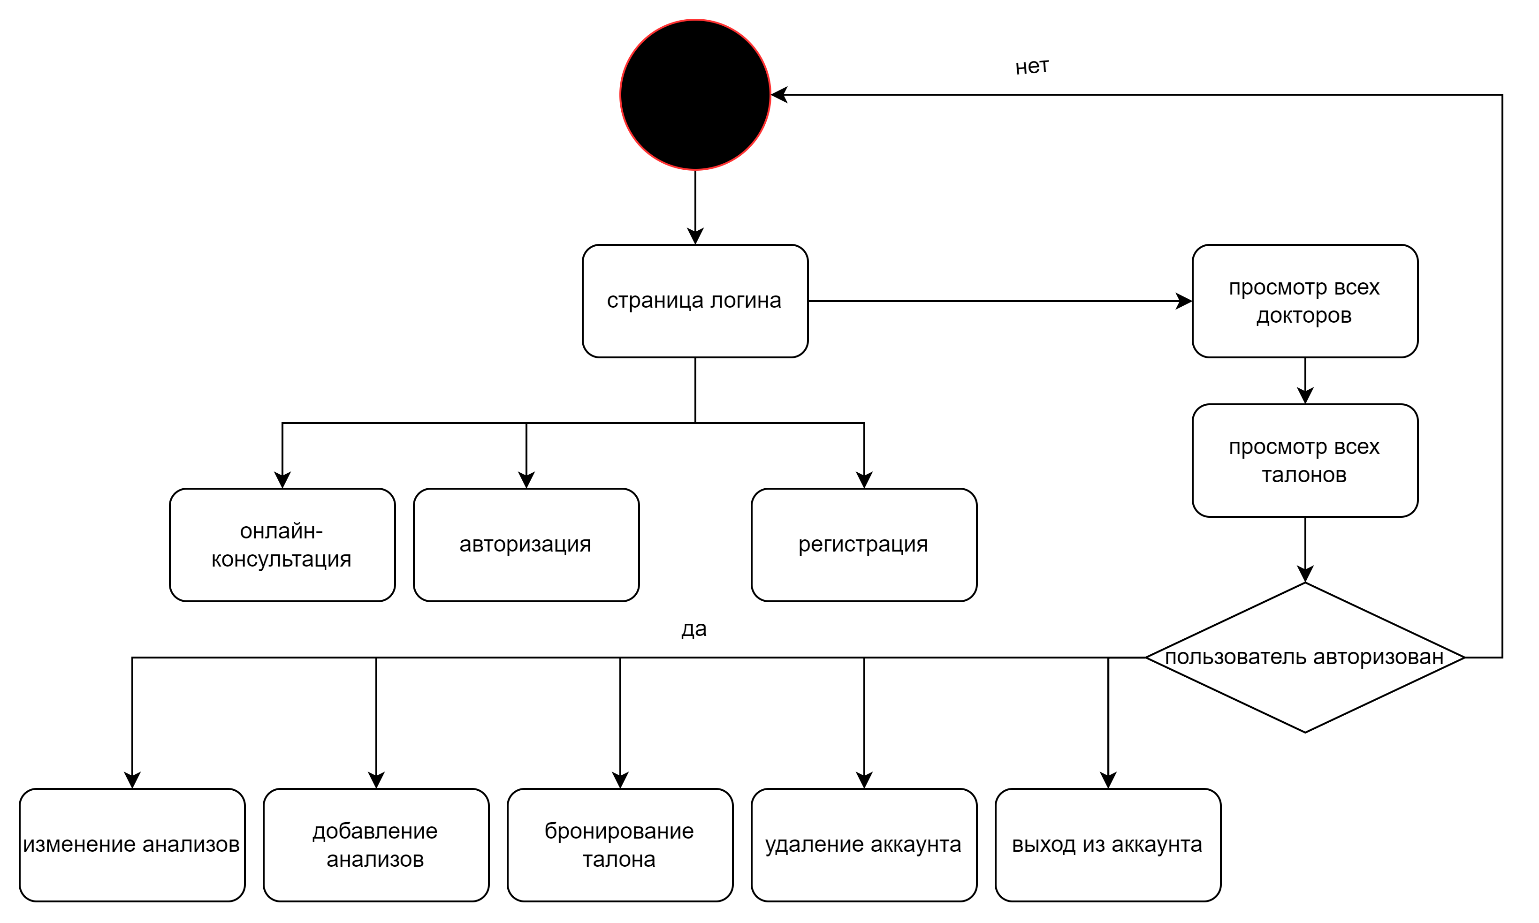 нет
страница логина
просмотр всех
докторов
просмотр всех
талонов
онлайн-
консультация
авторизация
регистрация
да
пользователь авторизован
изменение анализов
добавление
анализов
бронирование
талона
удаление аккаунта
выход из аккаунта